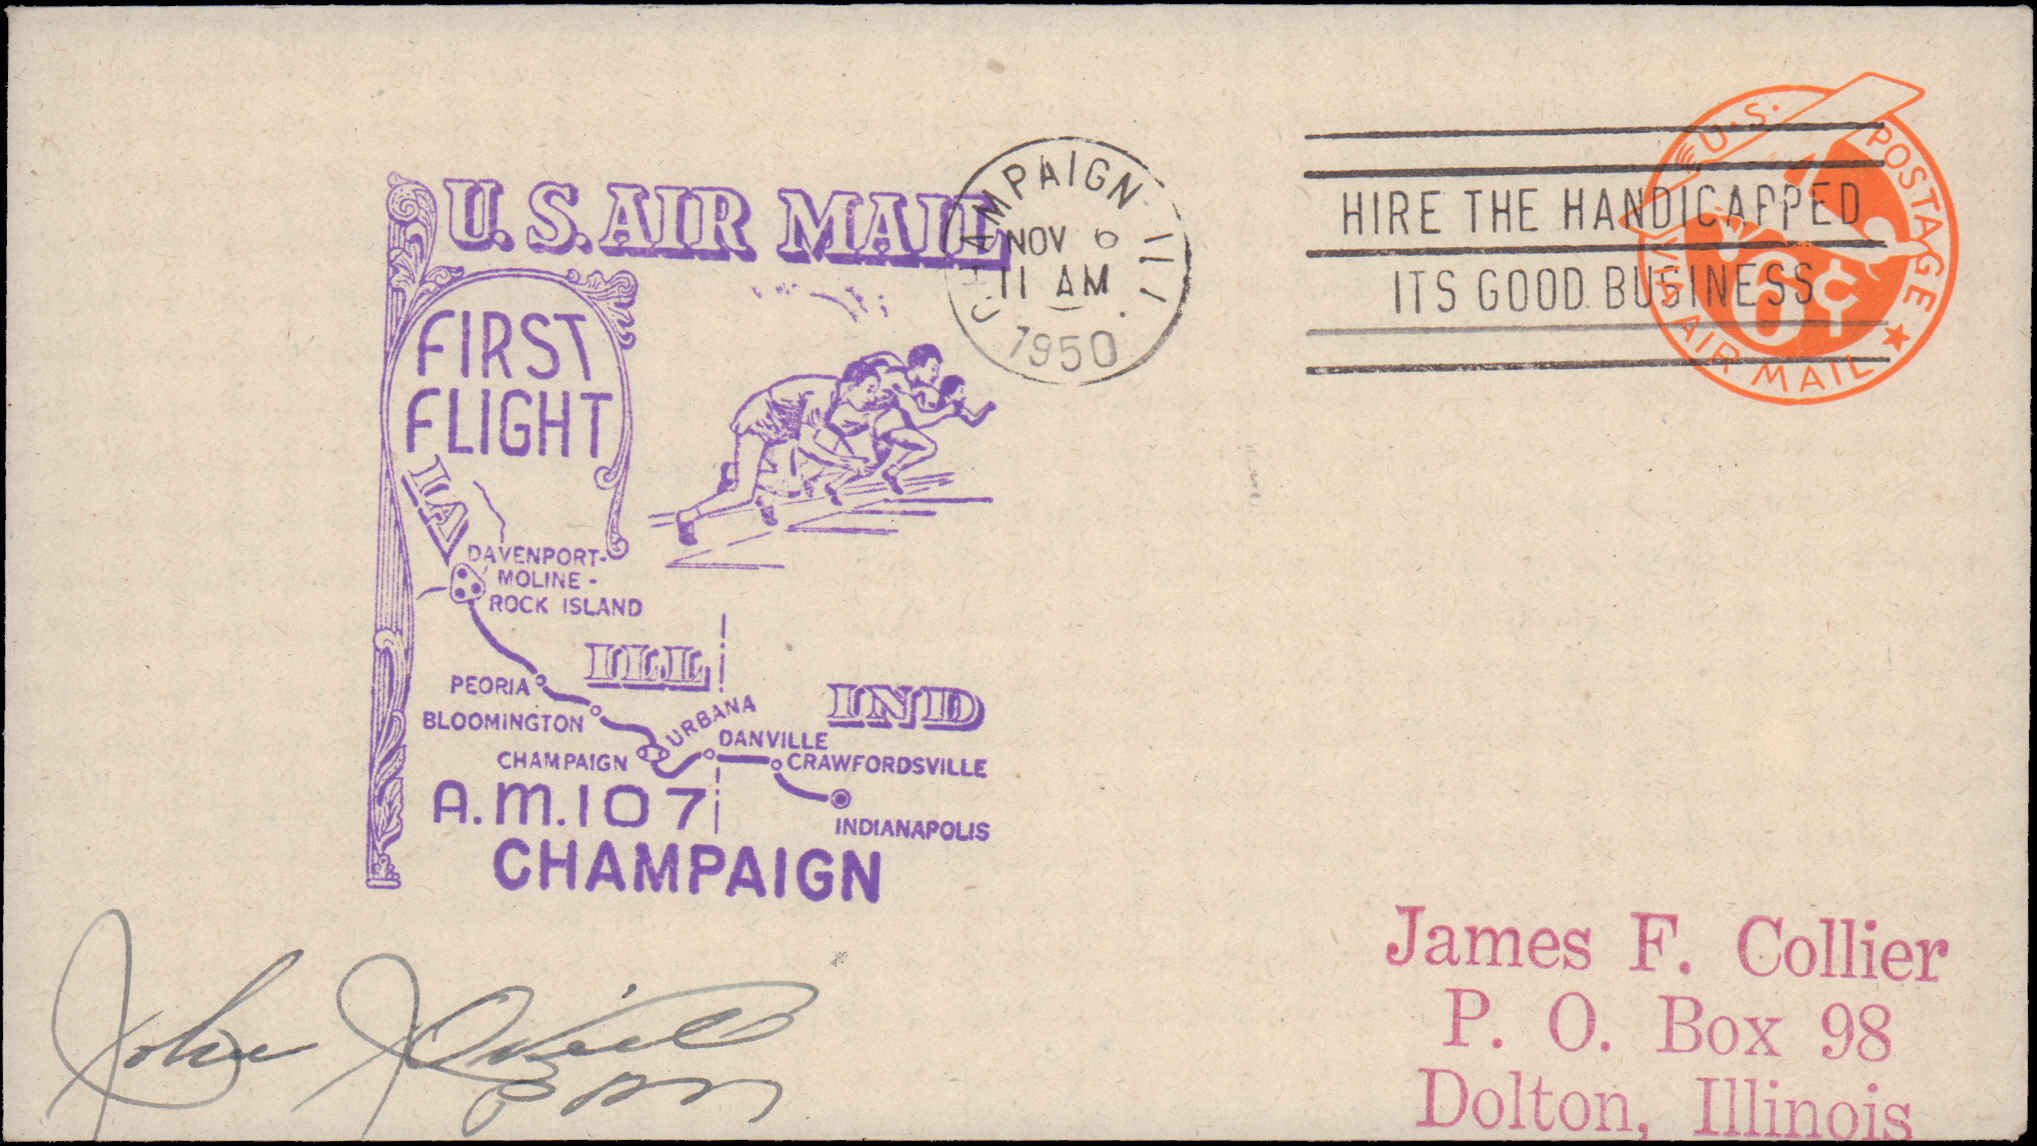 U.S. AIR MAIL
FIRST
FLIGHT
IA
DAVENPORT-
MOLINE -
ROCK ISLAND
ILL
IND
PEORIA
BLOOMINGTON
URBANA
CHAMPAIGN
DANVILLE
CRAWFORDSVILLE
INDIANAPOLIS
A.M.107
CHAMPAIGN
CHAMPAIGN ILL.
NOV 6
11 AM
1950
HIRE THE HANDICAPPED
ITS GOOD BUSINESS
U.S. POSTAGE
6¢
VIA AIR MAIL
John J.
P.M.
James F. Collier
P. O. Box 98
Dolton, Illinois